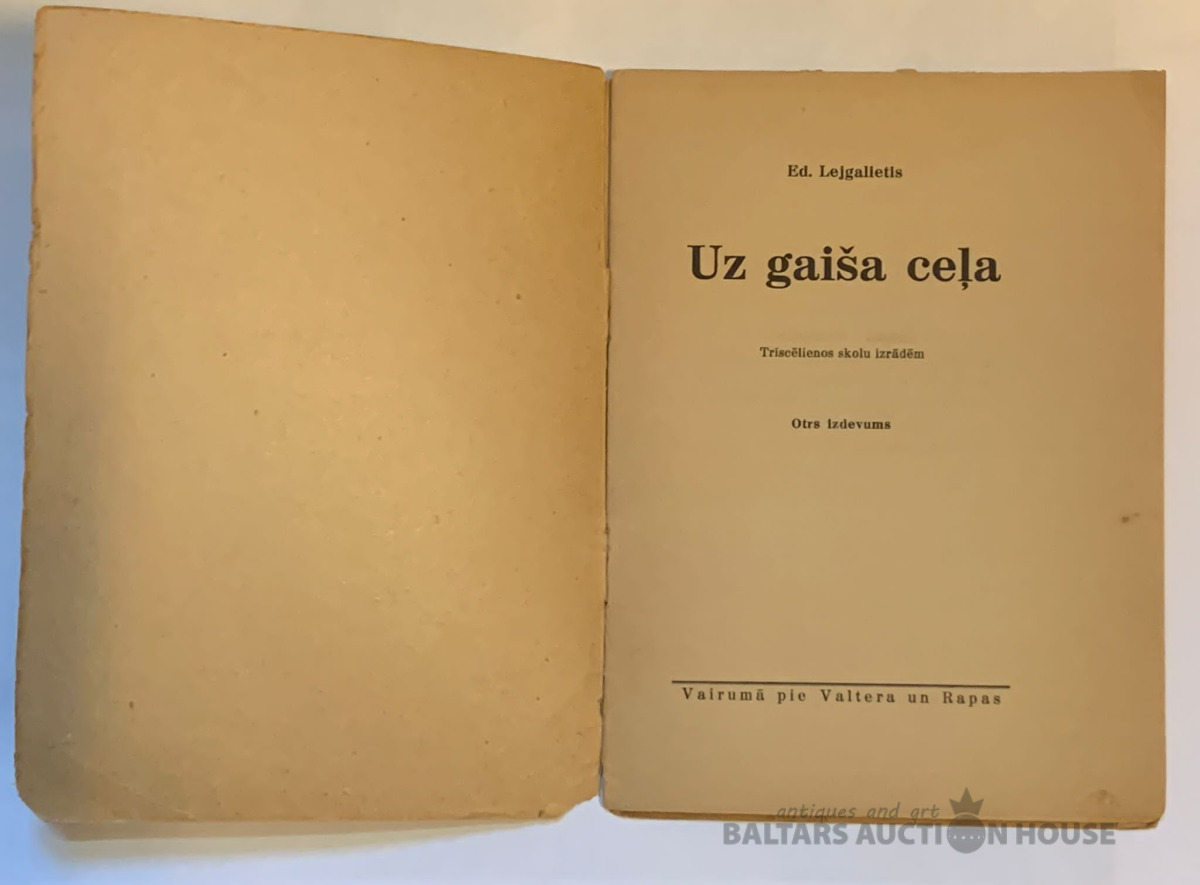 Ed. Lejgalietis
Uz gaiša ceļa
Triscēlienos skolu izrādēm
Otrs izdevums
Vairumā pie Valtera un Rapas
antiques and art
BALTARS AUCTION HOUSE